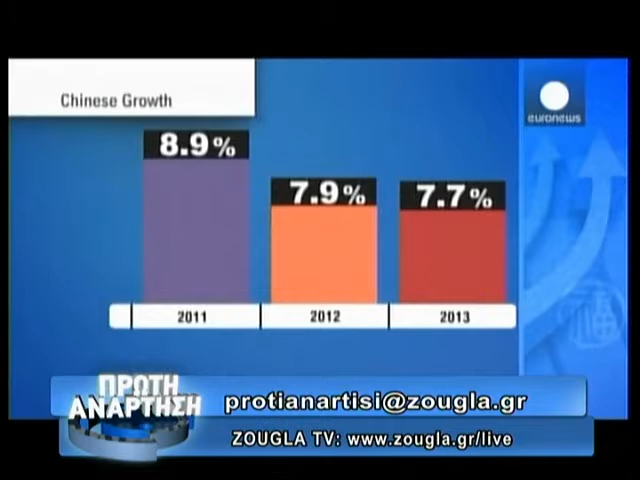 Chinese Growth
euronews
8.9%
7.9%
7.7%
2011
2012
2013
ΠΡΩΤΗ
ΑΝΑΡΤΗΣΗ
protianartisi@zougla.gr
ZOUGLA TV: www.zougla.gr/live